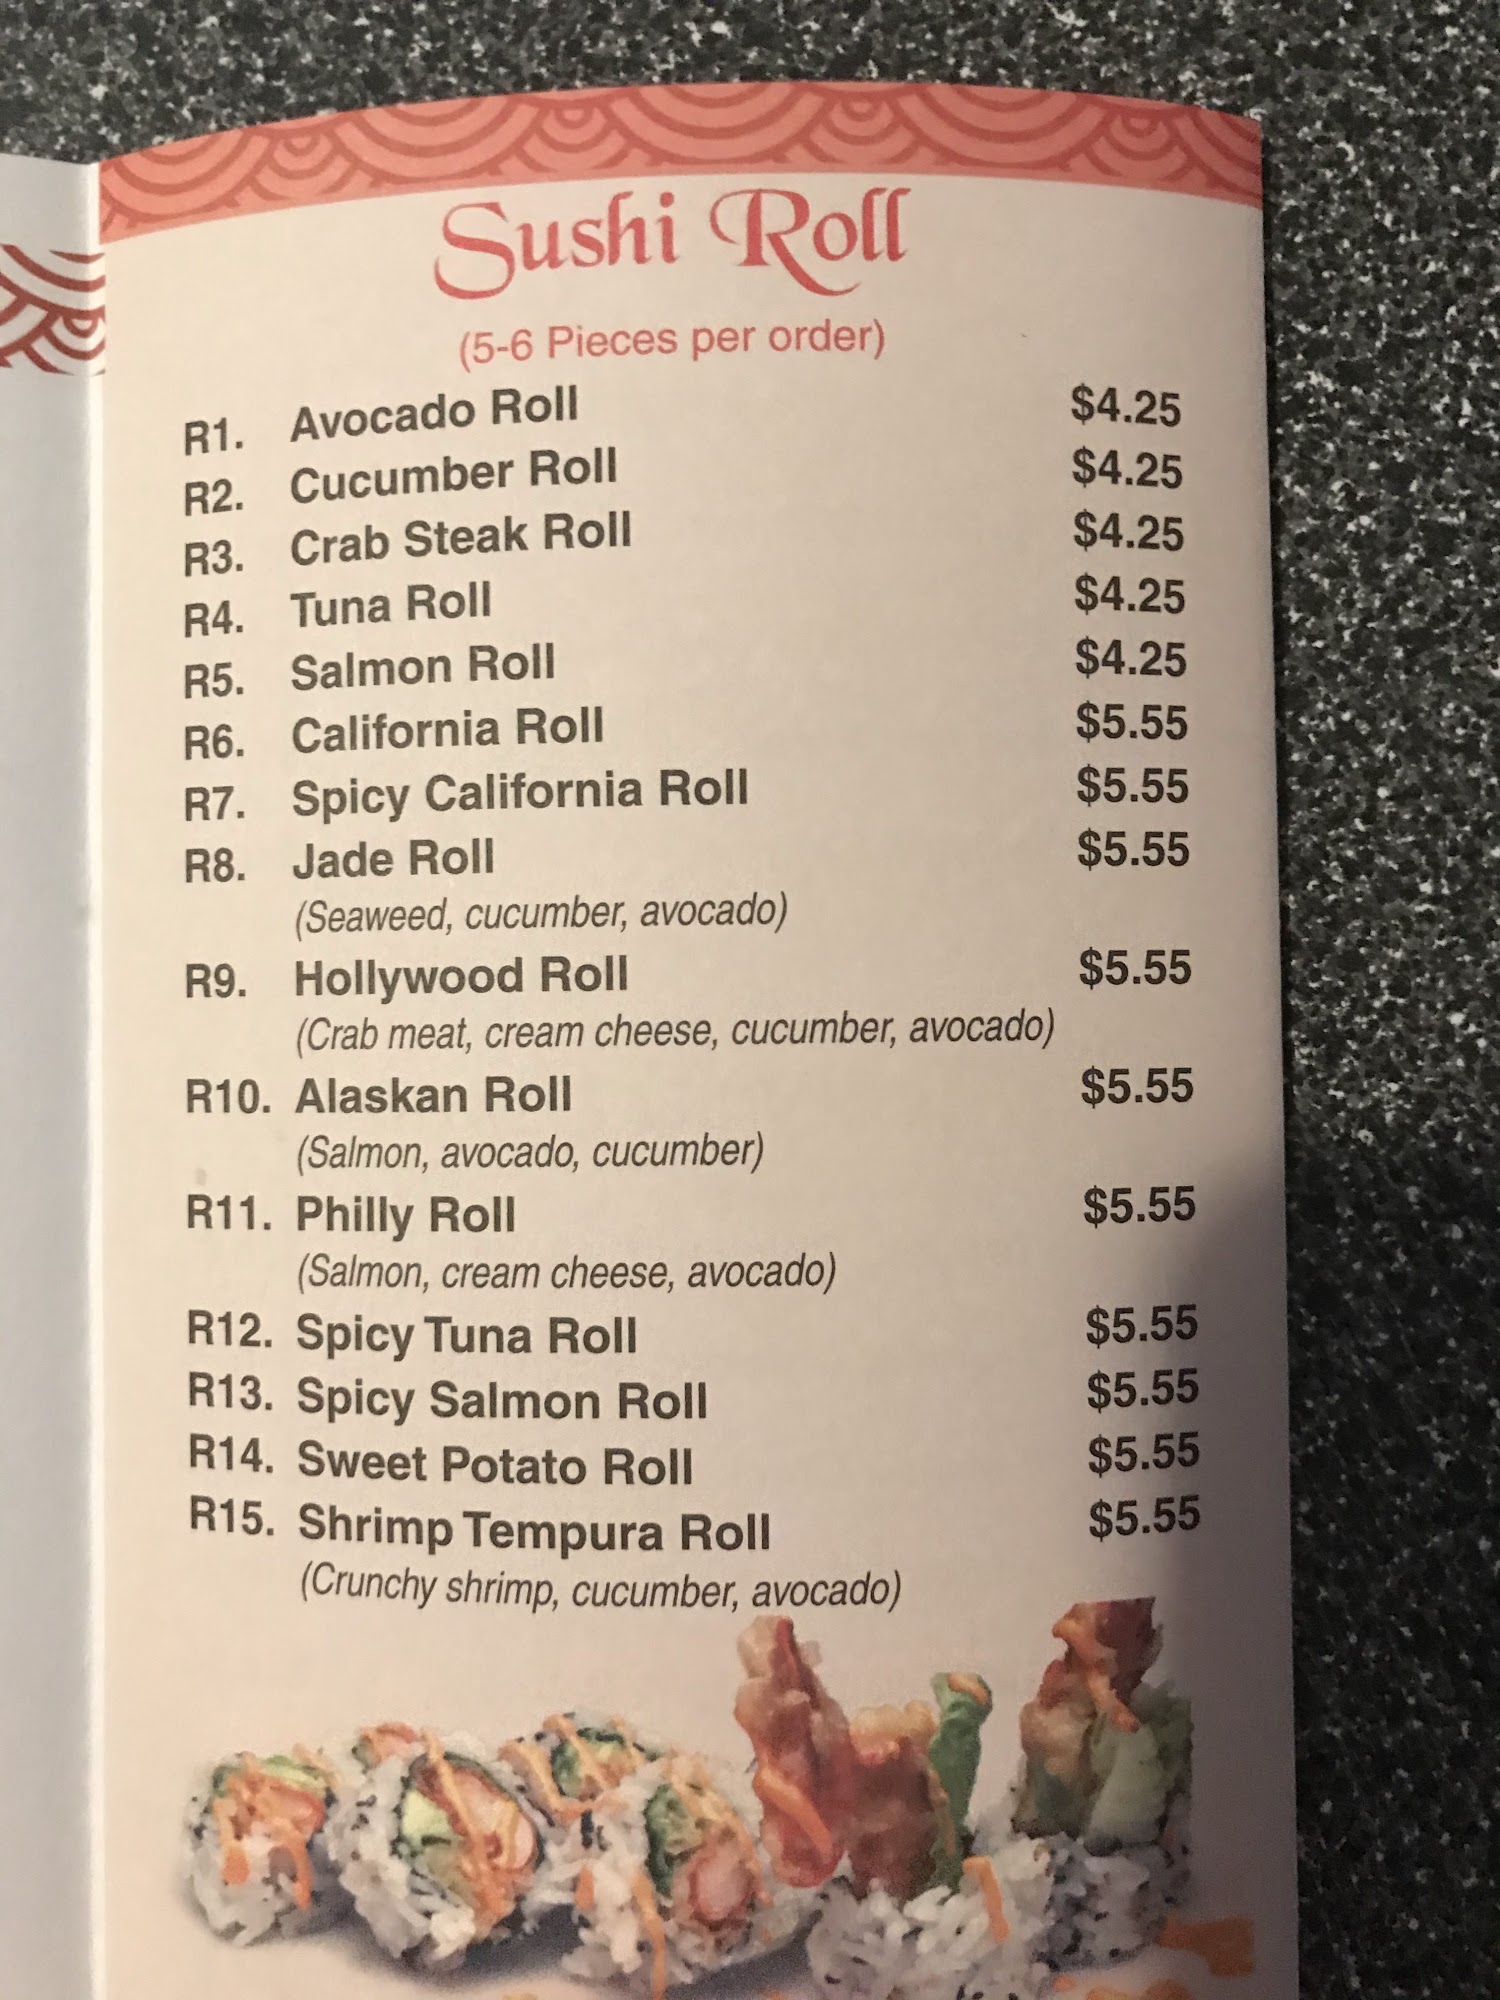 Sushi Roll
(5-6 Pieces per order)
R1. Avocado Roll $4.25
R2. Cucumber Roll $4.25
R3. Crab Steak Roll $4.25
R4. Tuna Roll $4.25
R5. Salmon Roll $4.25
R6. California Roll $5.55
R7. Spicy California Roll $5.55
R8. Jade Roll $5.55
(Seaweed, cucumber, avocado)
R9. Hollywood Roll $5.55
(Crab meat, cream cheese, cucumber, avocado)
R10. Alaskan Roll $5.55
(Salmon, avocado, cucumber)
R11. Philly Roll $5.55
(Salmon, cream cheese, avocado)
R12. Spicy Tuna Roll $5.55
R13. Spicy Salmon Roll $5.55
R14. Sweet Potato Roll $5.55
R15. Shrimp Tempura Roll $5.55
(Crunchy shrimp, cucumber, avocado)